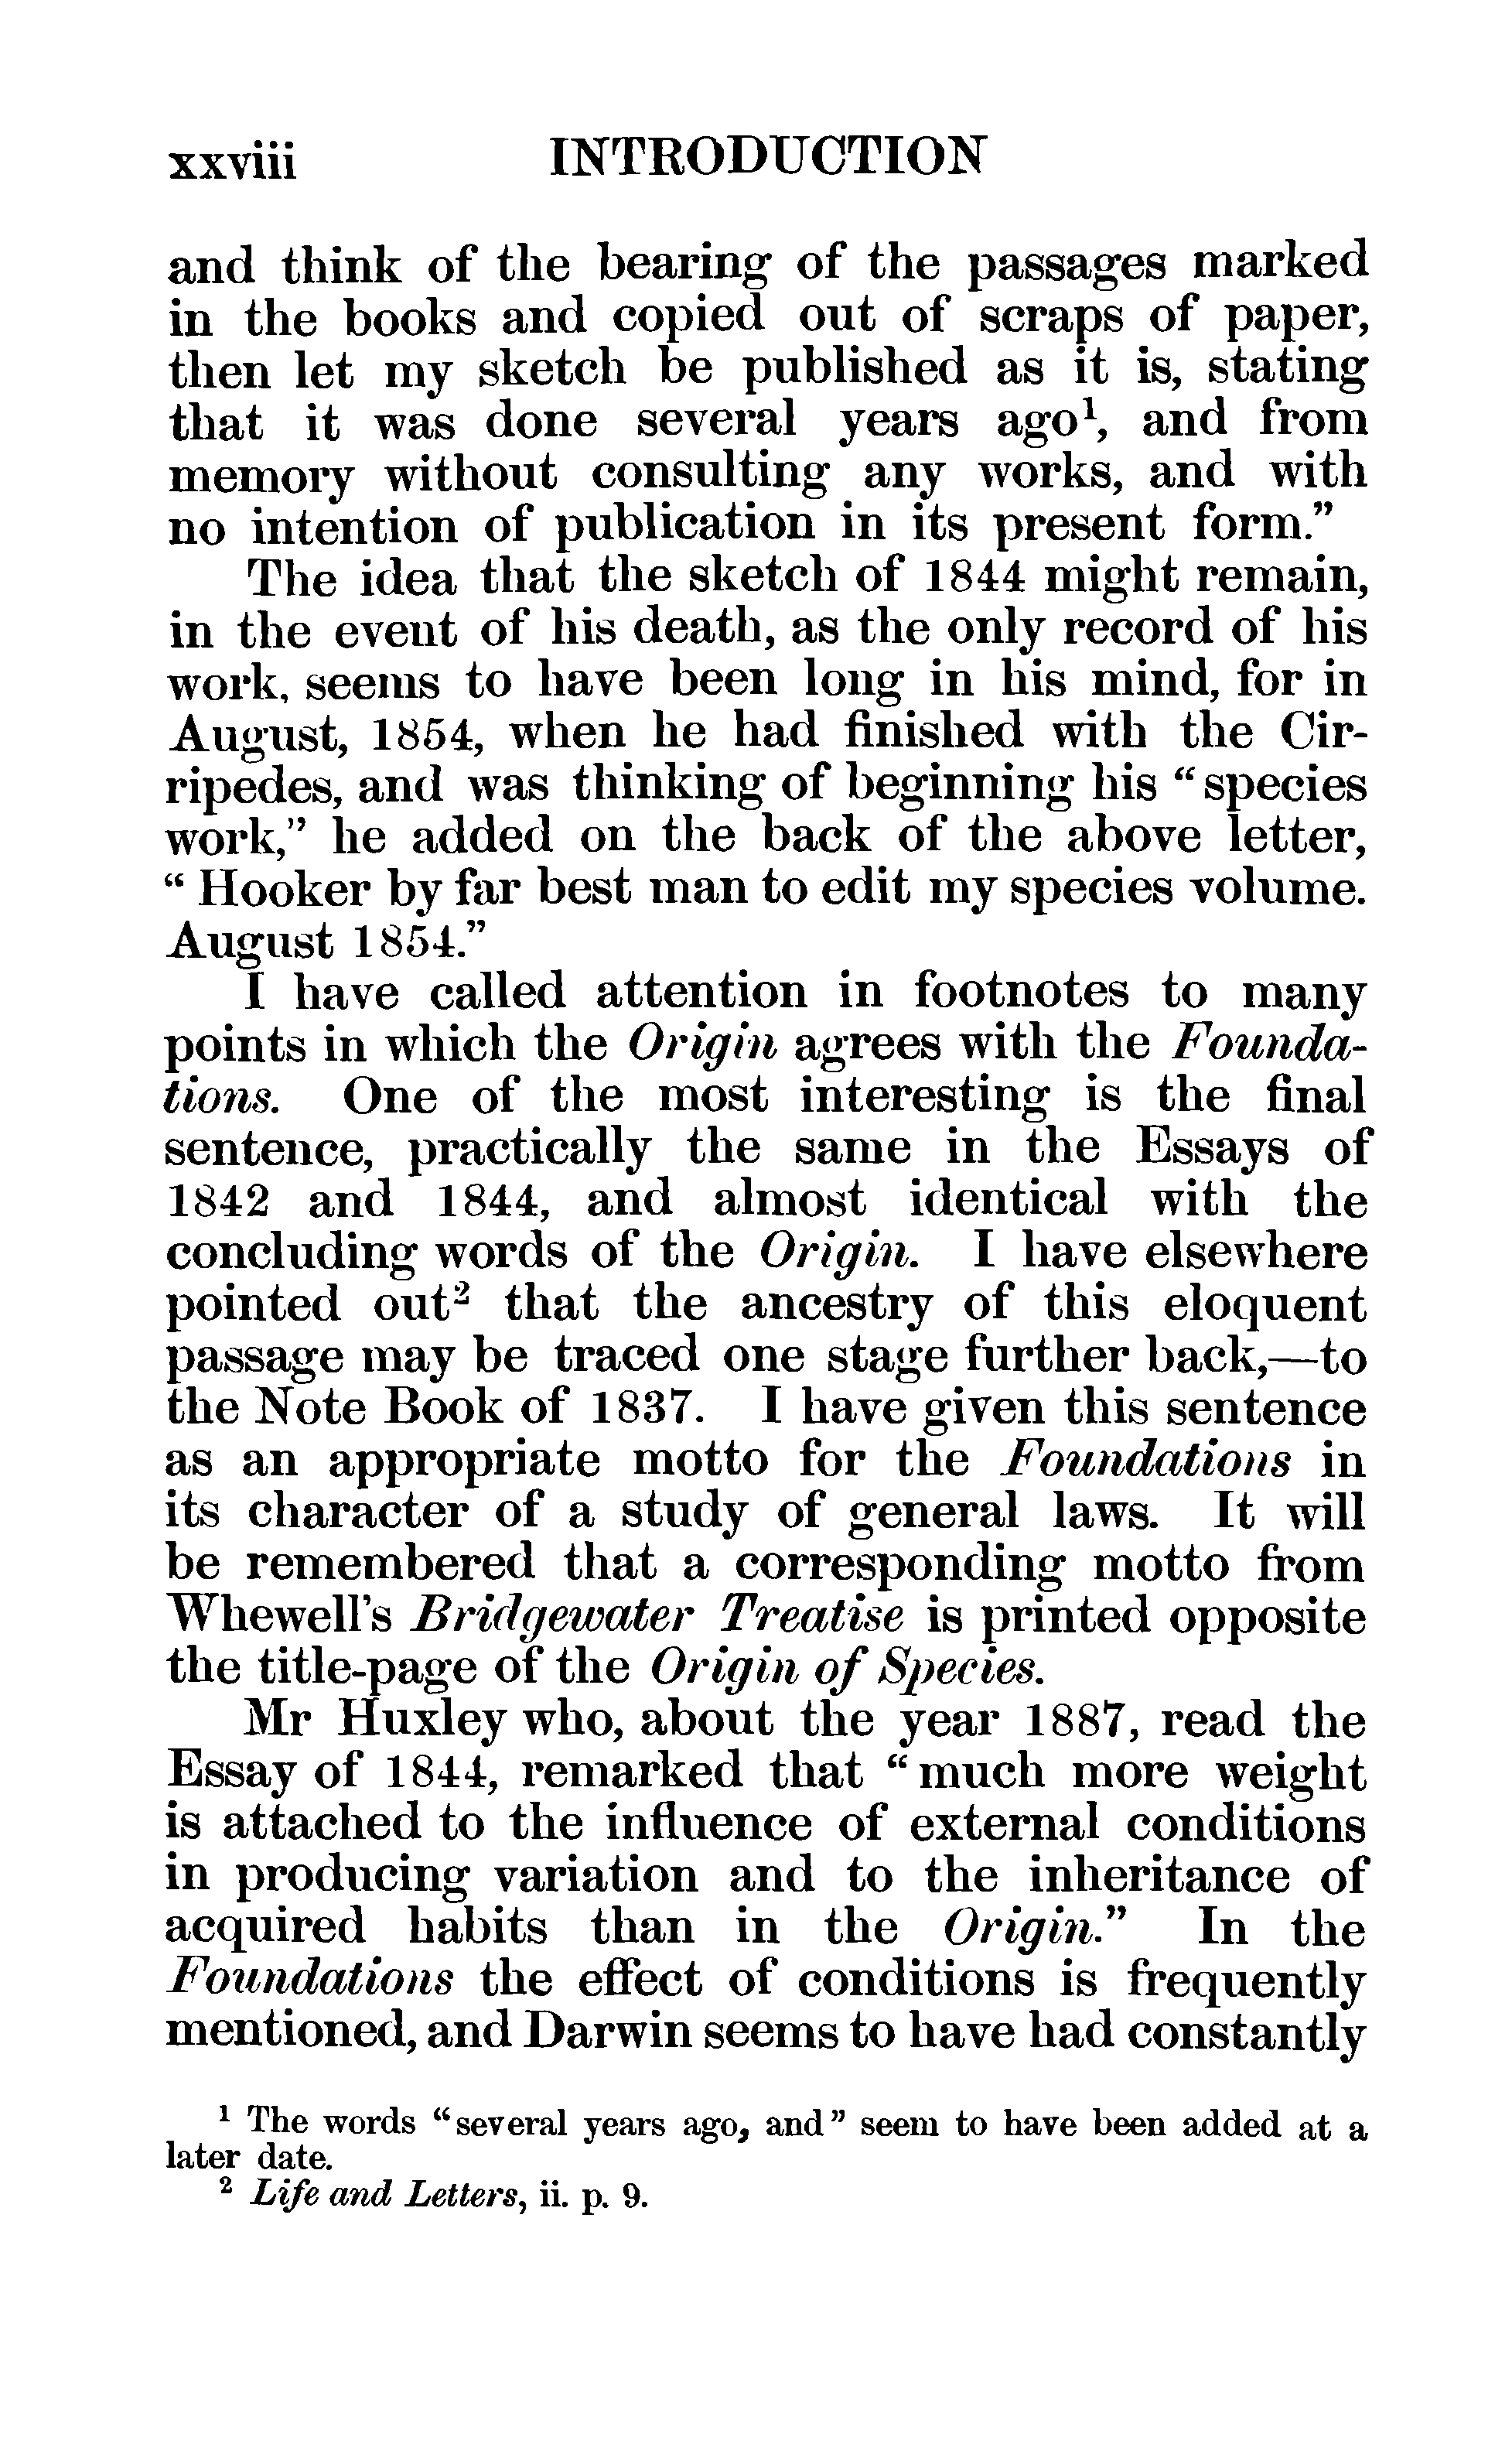 xxviii INTRODUCTION
and think of the bearing of the passages marked
in the books and copied out of scraps of paper,
then let my sketch be published as it is, stating
that it was done several years ago¹, and from
memory without consulting any works, and with
no intention of publication in its present form.”
The idea that the sketch of 1844 might remain,
in the event of his death, as the only record of his
work, seems to have been long in his mind, for in
August, 1854, when he had finished with the Cir-
ripedes, and was thinking of beginning his “species
work,” he added on the back of the above letter,
“Hooker by far best man to edit my species volume.
August 1854.”
I have called attention in footnotes to many
points in which the Origin agrees with the Founda-
tions. One of the most interesting is the final
sentence, practically the same in the Essays of
1842 and 1844, and almost identical with the
concluding words of the Origin. I have elsewhere
pointed out² that the ancestry of this eloquent
passage may be traced one stage further back,—to
the Note Book of 1837. I have given this sentence
as an appropriate motto for the Foundations in
its character of a study of general laws. It will
be remembered that a corresponding motto from
Whewell’s Bridgewater Treatise is printed opposite
the title-page of the Origin of Species.
Mr Huxley who, about the year 1887, read the
Essay of 1844, remarked that “much more weight
is attached to the influence of external conditions
in producing variation and to the inheritance of
acquired habits than in the Origin.” In the
Foundations the effect of conditions is frequently
mentioned, and Darwin seems to have had constantly
¹ The words “several years ago, and” seem to have been added at a
later date.
² Life and Letters, ii. p. 9.